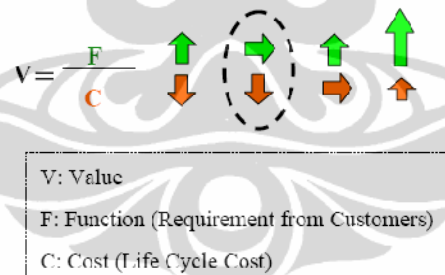 V= F
C
V: Value
F: Function (Requirement from Customers)
C: Cost (Life Cycle Cost)